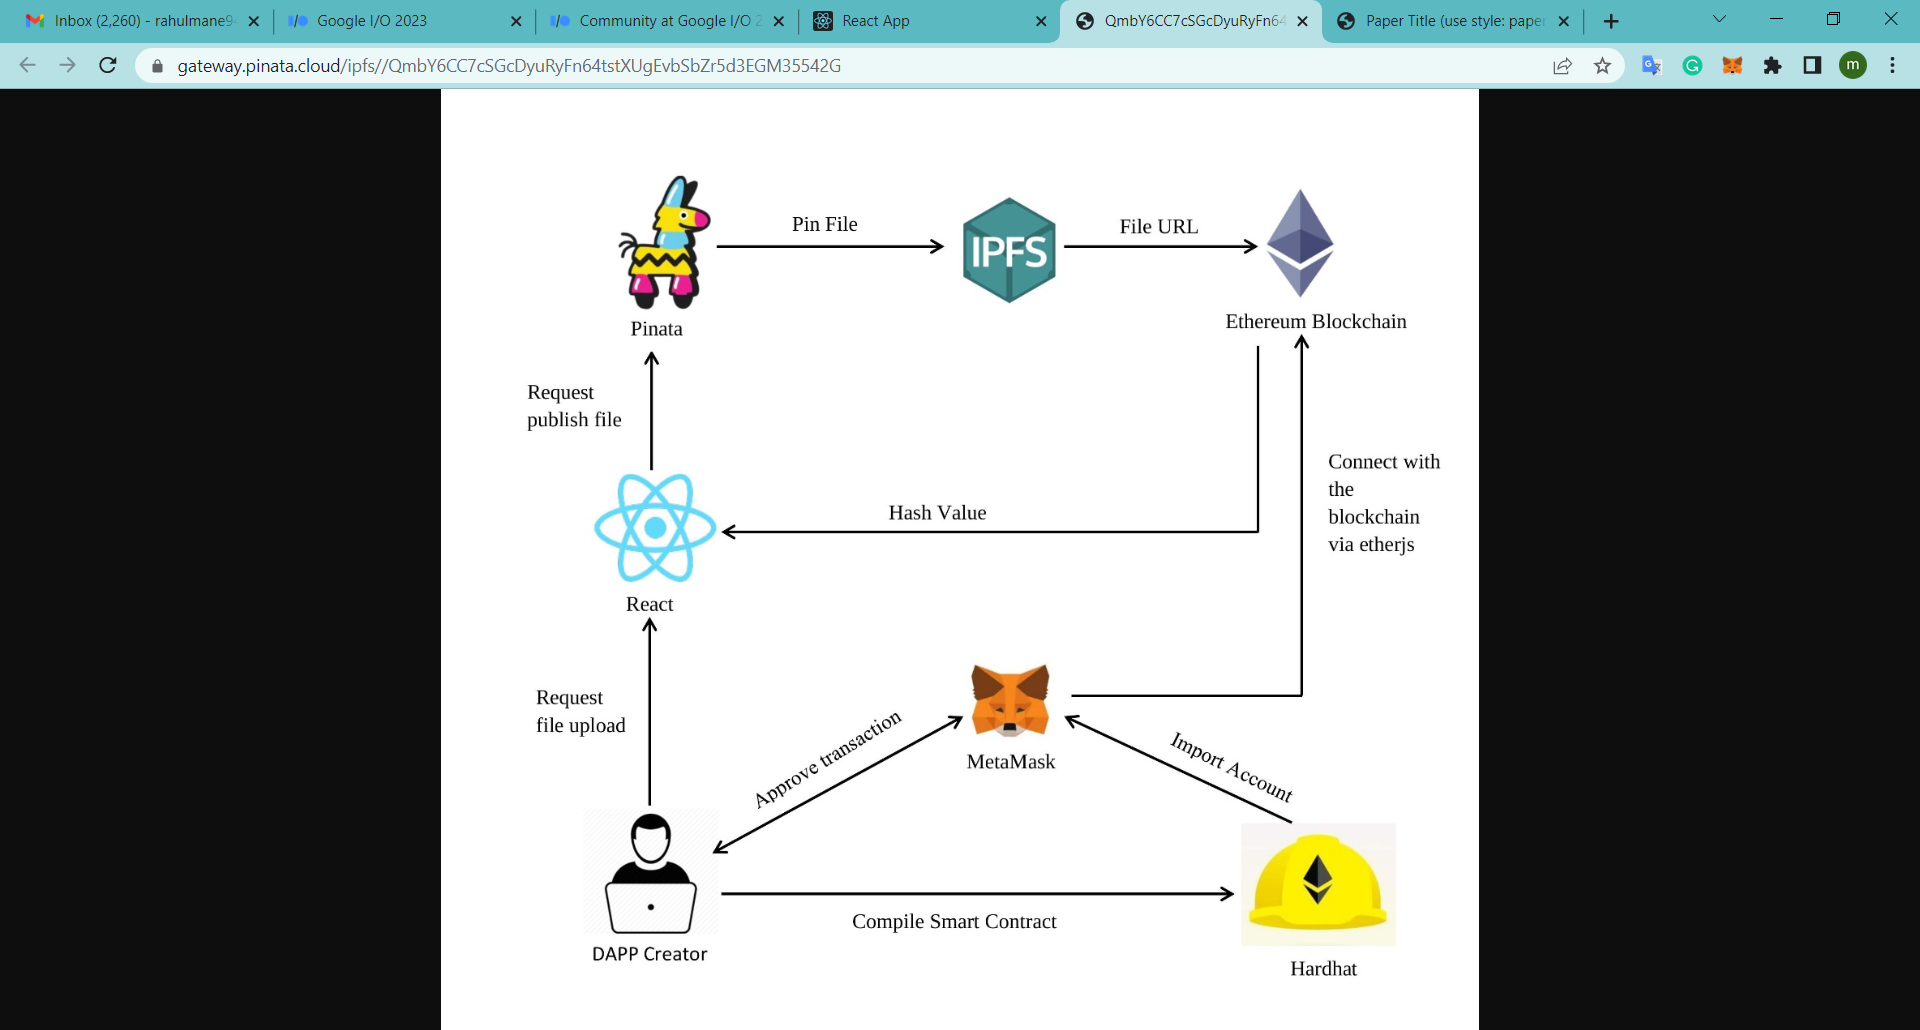 Inbox (2,260) - rahulmane9
Google I/O 2023
Community at Google I/O 2
React App
QmbY6CC7cSGcDyuRyFn64
Paper Title (use style: paper
gateway.pinata.cloud/ipfs//QmbY6CC7cSGcDyuRyFn64tstXUgEvbSbZr5d3EGM35542G
m
Pin File
File URL
IPFS
Pinata
Ethereum Blockchain
Request
publish file
Connect with
the
blockchain
via etherjs
Hash Value
React
Request
file upload
Approve transaction
MetaMask
Import Account
Compile Smart Contract
DAPP Creator
Hardhat